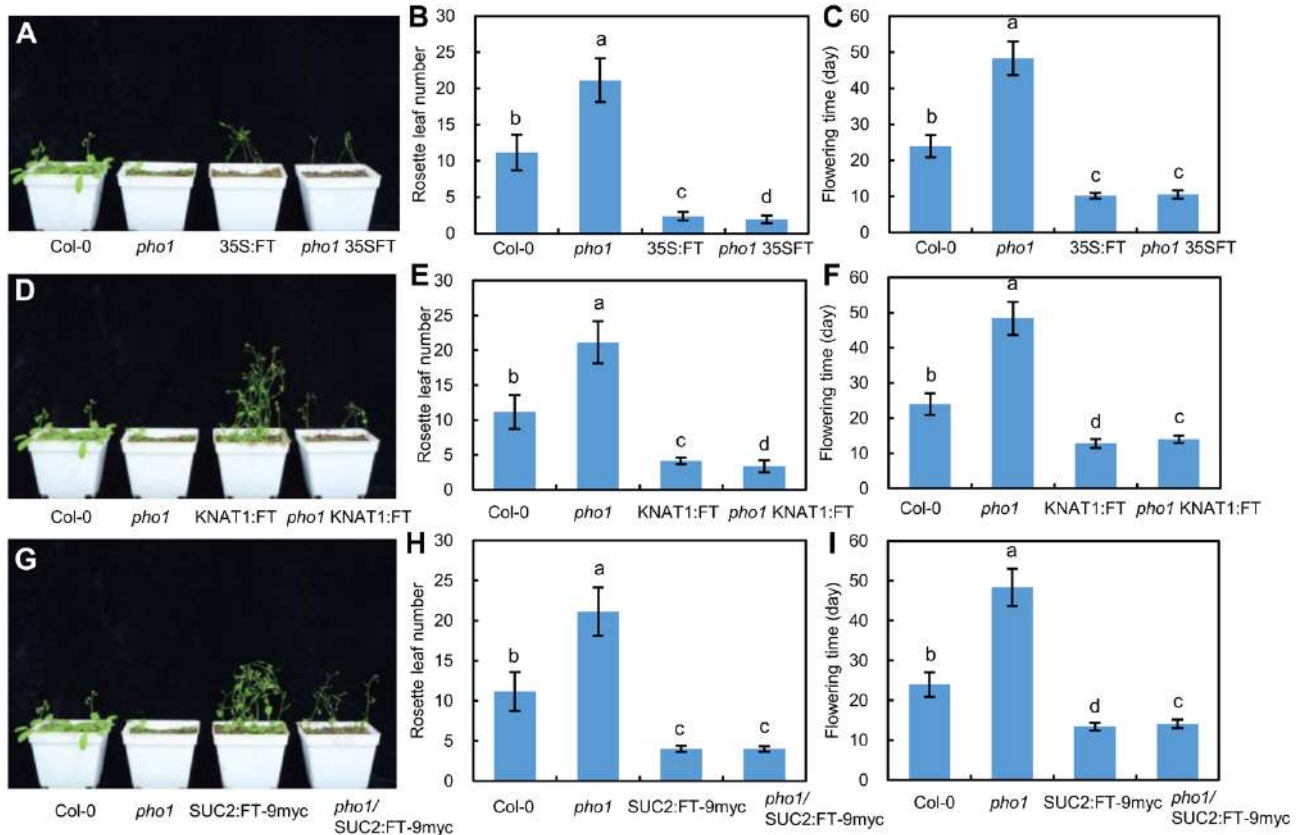 A
Col-0
pho1
35S:FT
pho1 35SFT
B
Rosette leaf number
30
25
20
15
10
5
0
b
a
c
d
Col-0
pho1
35S:FT
pho1 35SFT
C
Flowering time (day)
60
50
40
30
20
10
0
b
a
c
c
Col-0
pho1
35S:FT
pho1 35SFT
D
Col-0
pho1
KNAT1:FT
pho1 KNAT1:FT
E
Rosette leaf number
30
25
20
15
10
5
0
b
a
c
d
Col-0
pho1
KNAT1:FT
pho1 KNAT1:FT
F
Flowering time (day)
60
50
40
30
20
10
0
b
a
d
c
Col-0
pho1
KNAT1:FT
pho1 KNAT1:FT
G
Col-0
pho1
SUC2:FT-9myc
pho1/
SUC2:FT-9myc
H
Rosette leaf number
30
25
20
15
10
5
0
b
a
c
c
Col-0
pho1
SUC2:FT-9myc
pho1/
SUC2:FT-9myc
I
Flowering time (day)
60
50
40
30
20
10
0
b
a
d
c
Col-0
pho1
SUC2:FT-9myc
pho1/
SUC2:FT-9myc